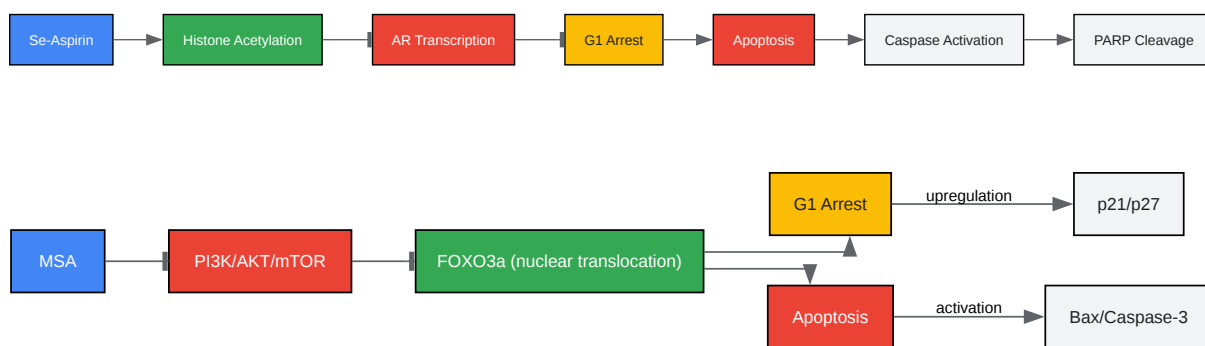 Se-Aspirin
Histone Acetylation
AR Transcription
G1 Arrest
Apoptosis
Caspase Activation
PARP Cleavage
MSA
PI3K/AKT/mTOR
FOXO3a (nuclear translocation)
G1 Arrest
upregulation
p21/p27
Apoptosis
activation
Bax/Caspase-3